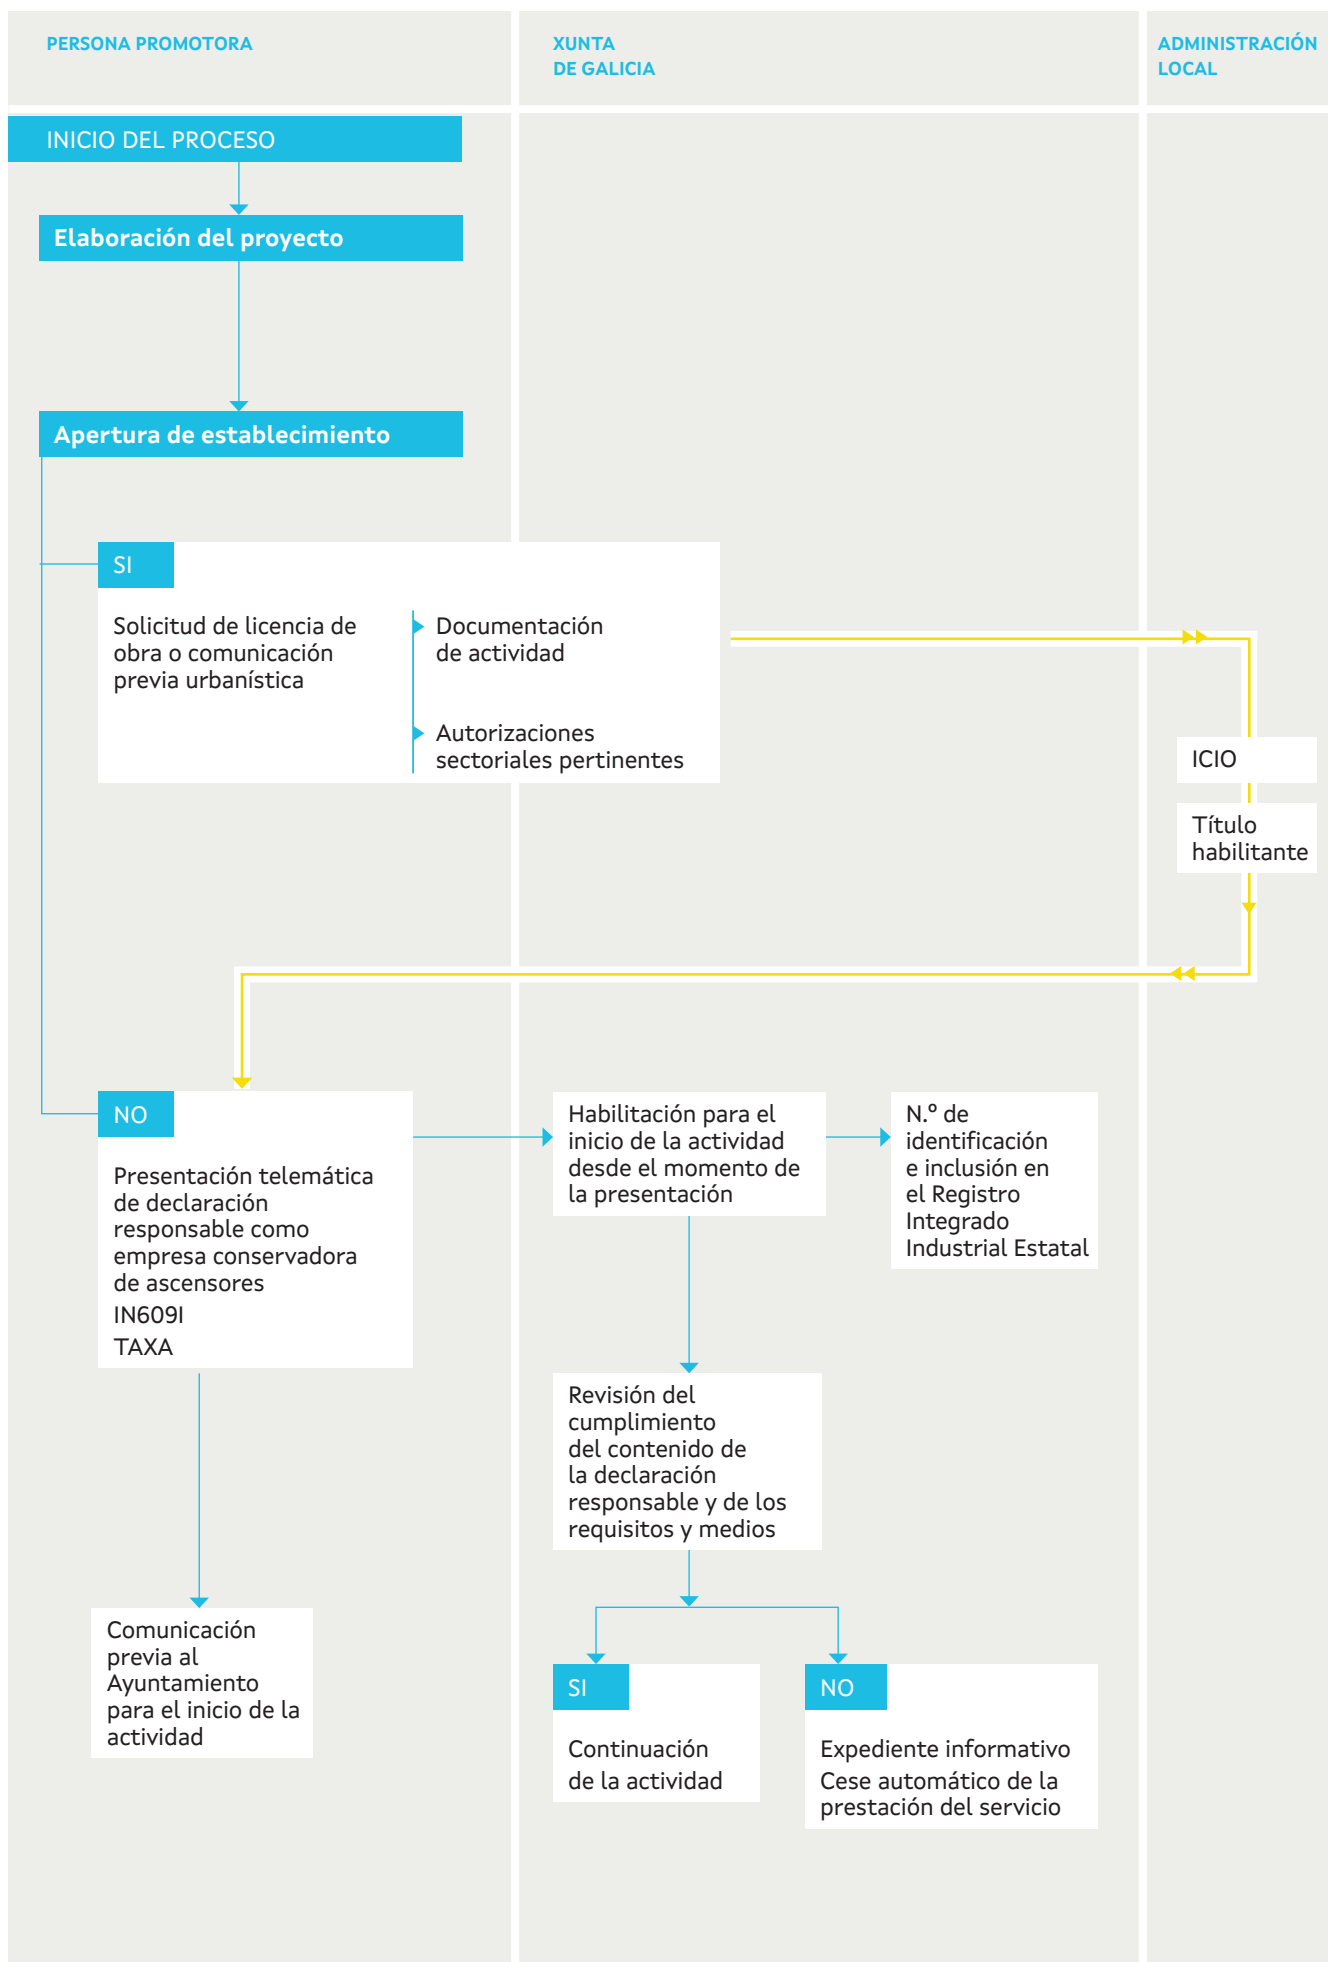 PERSONA PROMOTORA
XUNTA
DE GALICIA
ADMINISTRACIÓN
LOCAL
INICIO DEL PROCESO
Elaboración del proyecto
Apertura de establecimiento
SI
Solicitud de licencia de
obra o comunicación
previa urbanística
Documentación
de actividad
Autorizaciones
sectoriales pertinentes
ICIO
Título
habilitante
NO
Presentación telemática
de declaración
responsable como
empresa conservadora
de ascensores
IN609I
TAXA
Habilitación para el
inicio de la actividad
desde el momento de
la presentación
N.º de
identificación
e inclusión en
el Registro
Integrado
Industrial Estatal
Revisión del
cumplimiento
del contenido de
la declaración
responsable y de los
requisitos y medios
Comunicación
previa al
Ayuntamiento
para el inicio de la
actividad
SI
Continuación
de la actividad
NO
Expediente informativo
Cese automático de la
prestación del servicio